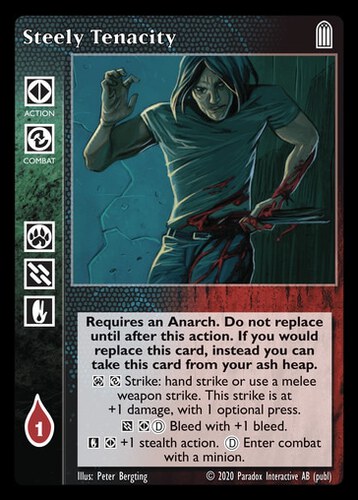 Steely Tenacity
ACTION
COMBAT
Requires an Anarch. Do not replace
until after this action. If you would
replace this card, instead you can
take this card from your ash heap.
Strike: hand strike or use a melee
weapon strike. This strike is at
+1 damage, with 1 optional press.
Ⓓ Bleed with +1 bleed.
+1 stealth action. Ⓓ Enter combat
with a minion.
1
Illus: Peter Bergting © 2020 Paradox Interactive AB (publ)